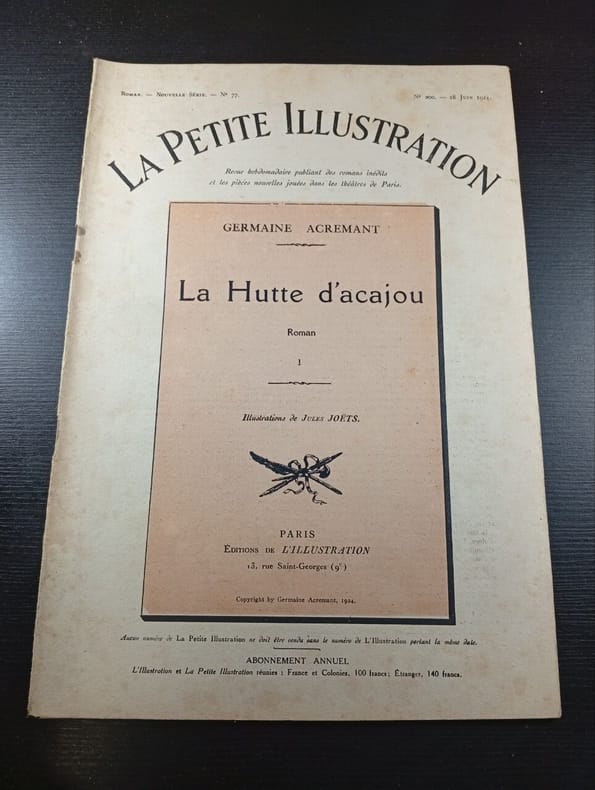 Roman. — Nouvelle Série. — N° 77.
N° 200. — 28 Juin 1924.
LA PETITE ILLUSTRATION
Revue hebdomadaire publiant des romans inédits
et les pièces nouvelles jouées dans les théâtres de Paris.
GERMAINE ACREMANT
La Hutte d'acajou
Roman
I
Illustrations de JULES JOËTS.
PARIS
ÉDITIONS DE L'ILLUSTRATION
13, rue Saint-Georges (9e)
Copyright by Germaine Acremant, 1924.
Aucun numéro de La Petite Illustration ne doit être vendu sans le numéro de L'Illustration portant la même date.
ABONNEMENT ANNUEL
L'Illustration et La Petite Illustration réunies : France et Colonies, 100 francs; Étranger, 140 francs.